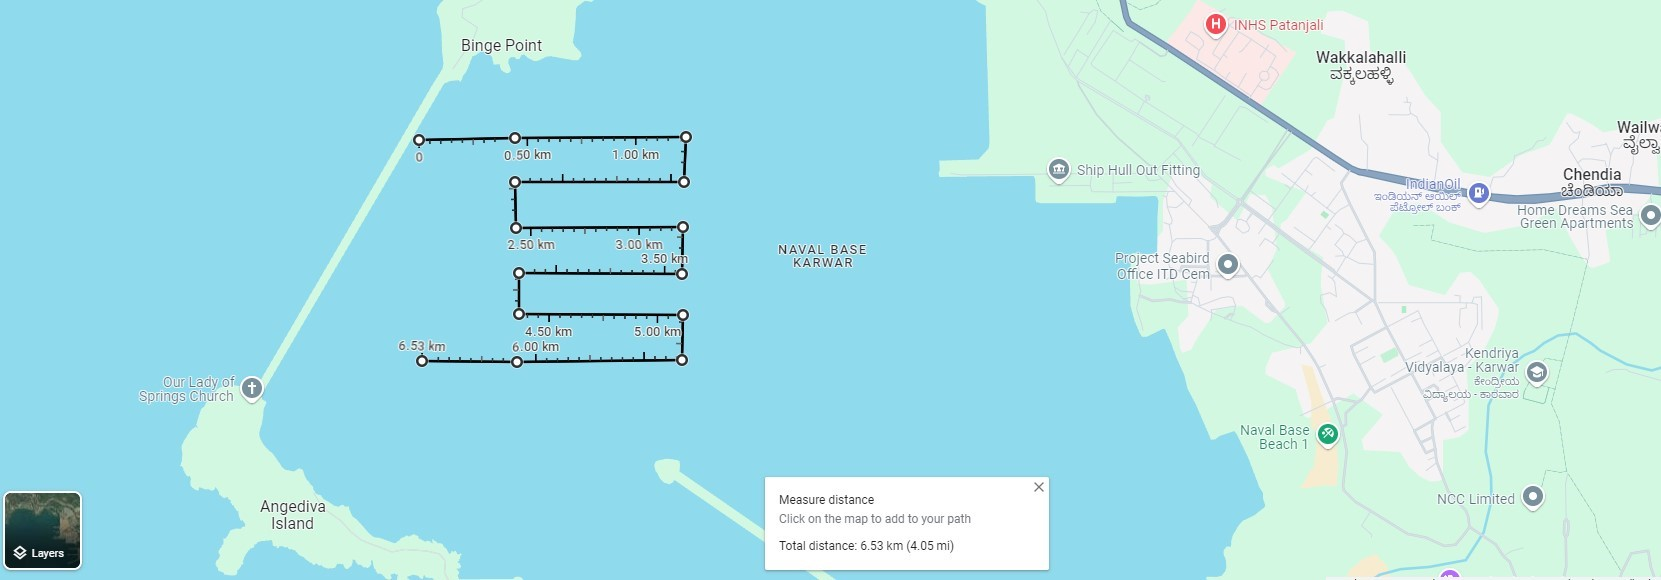 INHS Patanjali
Binge Point
Wakkalahalli
ವಕ್ಕಲಹಳ್ಳಿ
0
0.50 km
1.00 km
Ship Hull Out Fitting
Chendia
ಚೆಂಡಿಯಾ
IndianOil
ಇಂಡಿಯನ್ ಆಯಿಲ್
ಪೆಟ್ರೋಲ್ ಬಂಕ್
Home Dreams Sea
Green Apartments
2.50 km
3.00 km
3.50 km
NAVAL BASE
KARWAR
Project Seabird
Office ITD Cem
4.50 km
5.00 km
6.53 km
6.00 km
Kendriya
Vidyalaya - Karwar
ಕೇಂದ್ರೀಯ
ವಿದ್ಯಾಲಯ - ಕಾರವಾರ
Our Lady of
Springs Church
Naval Base
Beach 1
Angediva
Island
NCC Limited
Measure distance
Click on the map to add to your path
Total distance: 6.53 km (4.05 mi)
Layers